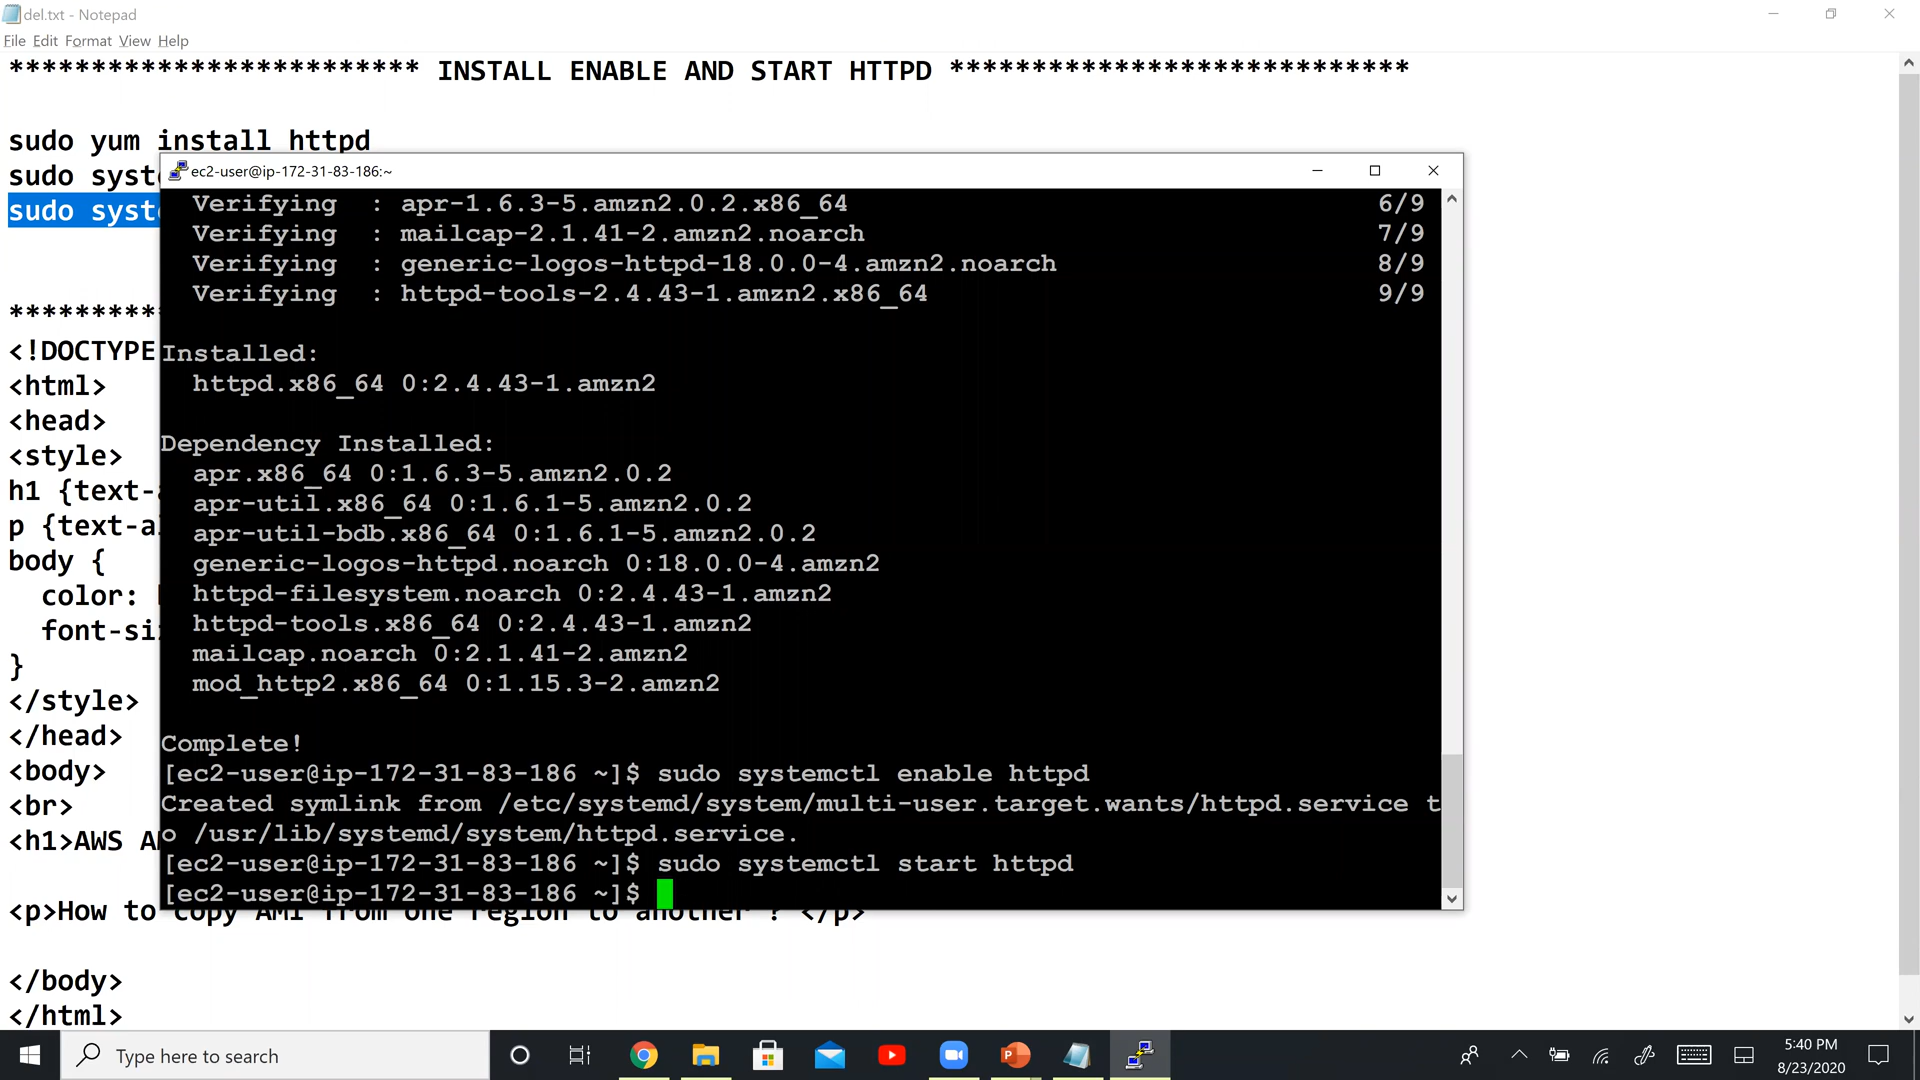 del.txt - Notepad
File Edit Format View Help
************************* INSTALL ENABLE AND START HTTPD ****************************
sudo yum install httpd
sudo syst
sudo syst
<!DOCTYPE
<html>
<head>
<style>
h1 {text-a
p {text-a
body {
color:
font-si
}
</style>
</head>
<body>
<br>
<h1>AWS A
<p>How to copy AMI from one region to another ? </p>
</body>
</html>
ec2-user@ip-172-31-83-186:~
Verifying : apr-1.6.3-5.amzn2.0.2.x86_64 6/9
Verifying : mailcap-2.1.41-2.amzn2.noarch 7/9
Verifying : generic-logos-httpd-18.0.0-4.amzn2.noarch 8/9
Verifying : httpd-tools-2.4.43-1.amzn2.x86_64 9/9
Installed:
httpd.x86_64 0:2.4.43-1.amzn2
Dependency Installed:
apr.x86_64 0:1.6.3-5.amzn2.0.2
apr-util.x86_64 0:1.6.1-5.amzn2.0.2
apr-util-bdb.x86_64 0:1.6.1-5.amzn2.0.2
generic-logos-httpd.noarch 0:18.0.0-4.amzn2
httpd-filesystem.noarch 0:2.4.43-1.amzn2
httpd-tools.x86_64 0:2.4.43-1.amzn2
mailcap.noarch 0:2.1.41-2.amzn2
mod_http2.x86_64 0:1.15.3-2.amzn2
Complete!
[ec2-user@ip-172-31-83-186 ~]$ sudo systemctl enable httpd
Created symlink from /etc/systemd/system/multi-user.target.wants/httpd.service t
o /usr/lib/systemd/system/httpd.service.
[ec2-user@ip-172-31-83-186 ~]$ sudo systemctl start httpd
[ec2-user@ip-172-31-83-186 ~]$
Type here to search
5:40 PM
8/23/2020